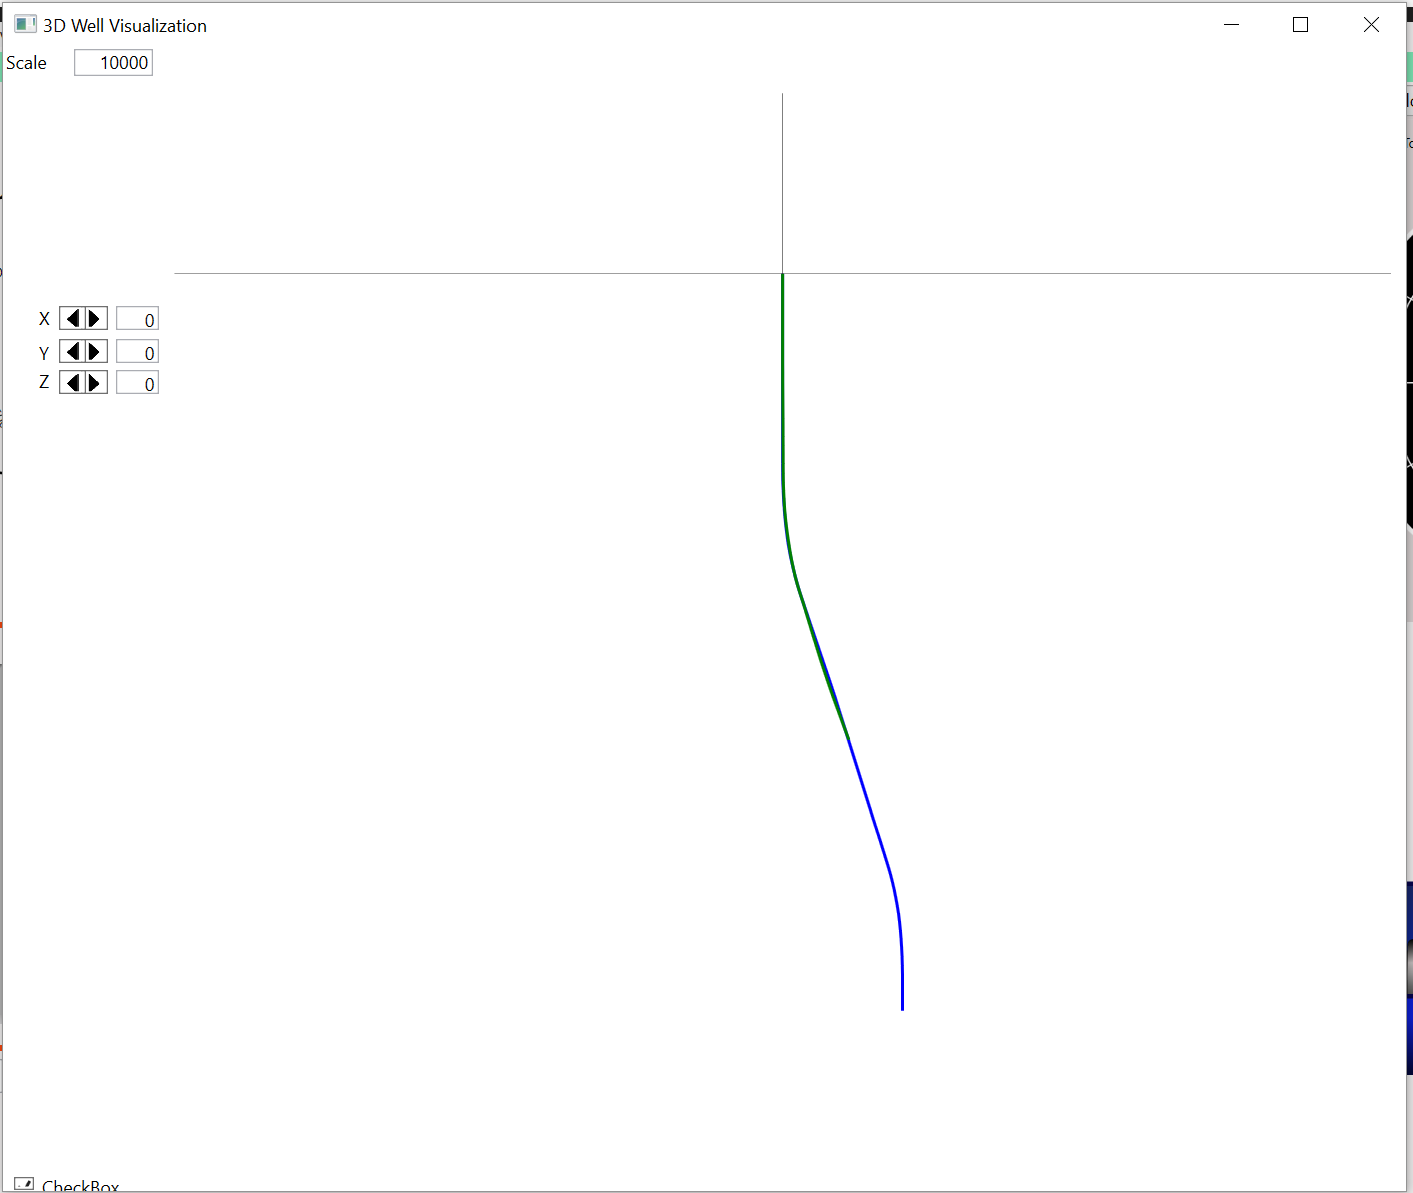 3D Well Visualization
Scale 10000
X 0
Y 0
Z 0
CheckBox